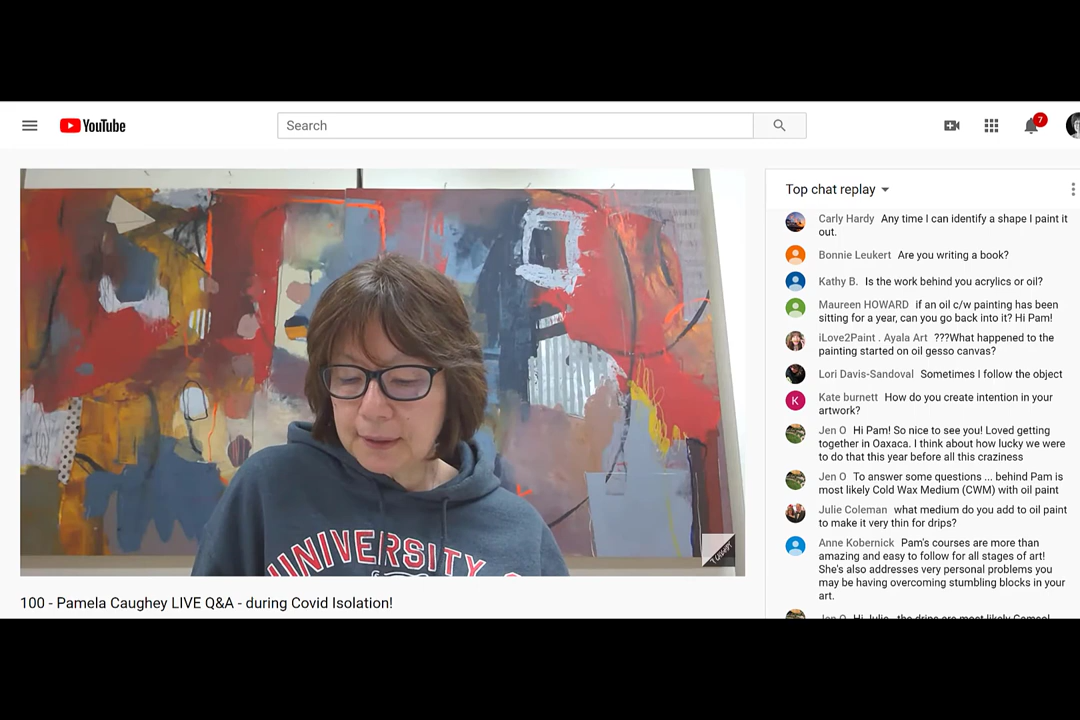 YouTube
Search
7
Top chat replay
Carly Hardy Any time I can identify a shape I paint it
out.
Bonnie Leukert Are you writing a book?
Kathy B. Is the work behind you acrylics or oil?
Maureen HOWARD if an oil c/w painting has been
sitting for a year, can you go back into it? Hi Pam!
iLove2Paint . Ayala Art ???What happened to the
painting started on oil gesso canvas?
Lori Davis-Sandoval Sometimes I follow the object
K
Kate burnett How do you create intention in your
artwork?
Jen O Hi Pam! So nice to see you! Loved getting
together in Oaxaca. I think about how lucky we were
to do that this year before all this craziness
Jen O To answer some questions ... behind Pam is
most likely Cold Wax Medium (CWM) with oil paint
Julie Coleman what medium do you add to oil paint
to make it very thin for drips?
Anne Kobernick Pam's courses are more than
amazing and easy to follow for all stages of art!
She's also addresses very personal problems you
may be having overcoming stumbling blocks in your
art.
Jen O Hi Julie the drips are most likely Gamsol
UNIVERSITY
100 - Pamela Caughey LIVE Q&A - during Covid Isolation!